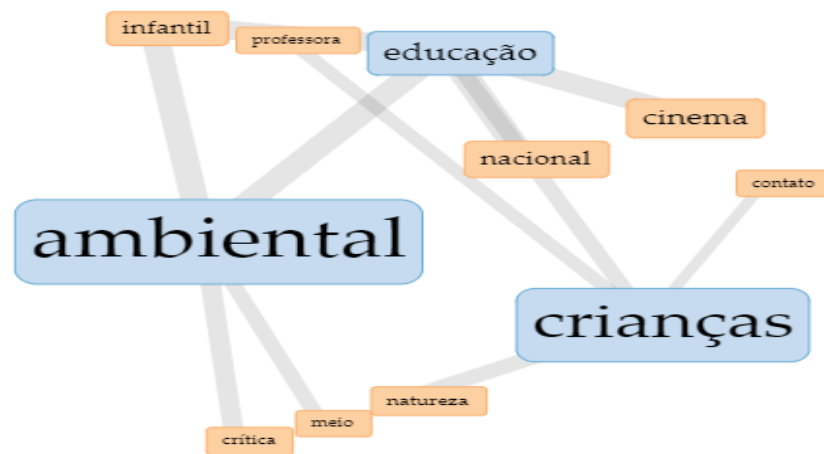 infantil
professora
educação
cinema
nacional
contato
ambiental
crianças
natureza
meio
crítica